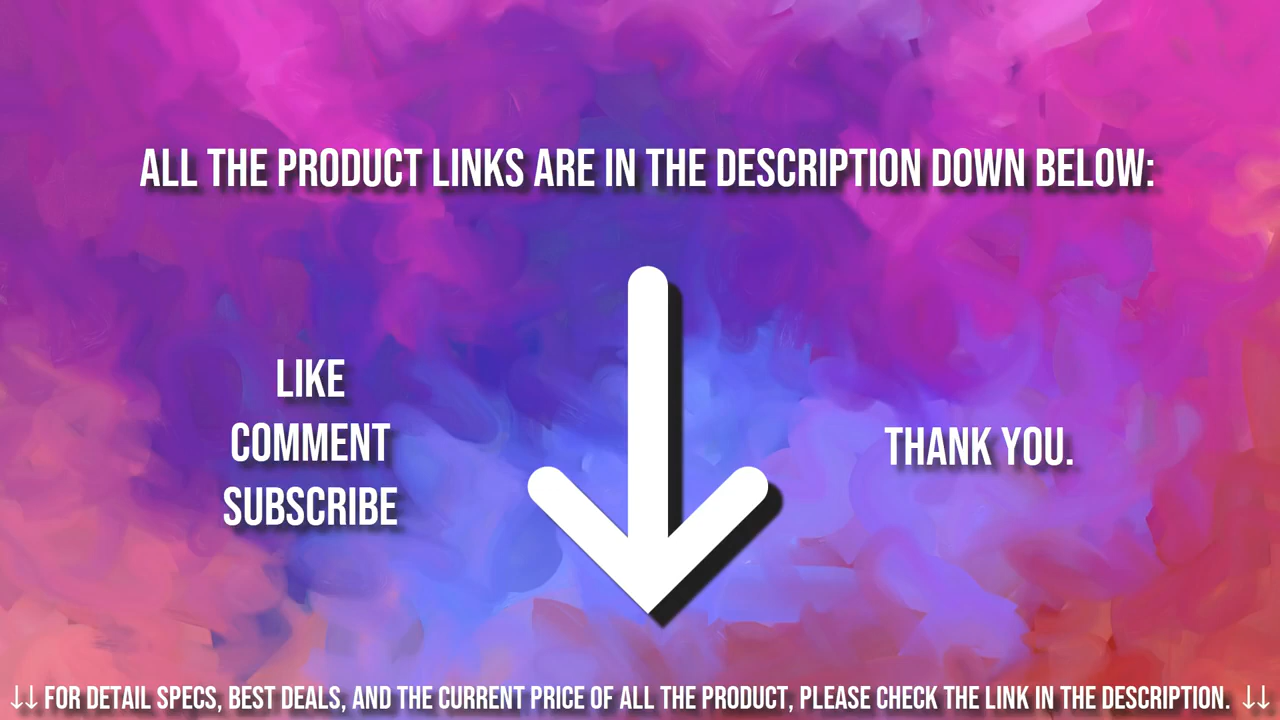 ALL THE PRODUCT LINKS ARE IN THE DESCRIPTION DOWN BELOW:
LIKE
COMMENT
SUBSCRIBE
THANK YOU.
↓↓ FOR DETAIL SPECS, BEST DEALS, AND THE CURRENT PRICE OF ALL THE PRODUCT, PLEASE CHECK THE LINK IN THE DESCRIPTION. ↓↓